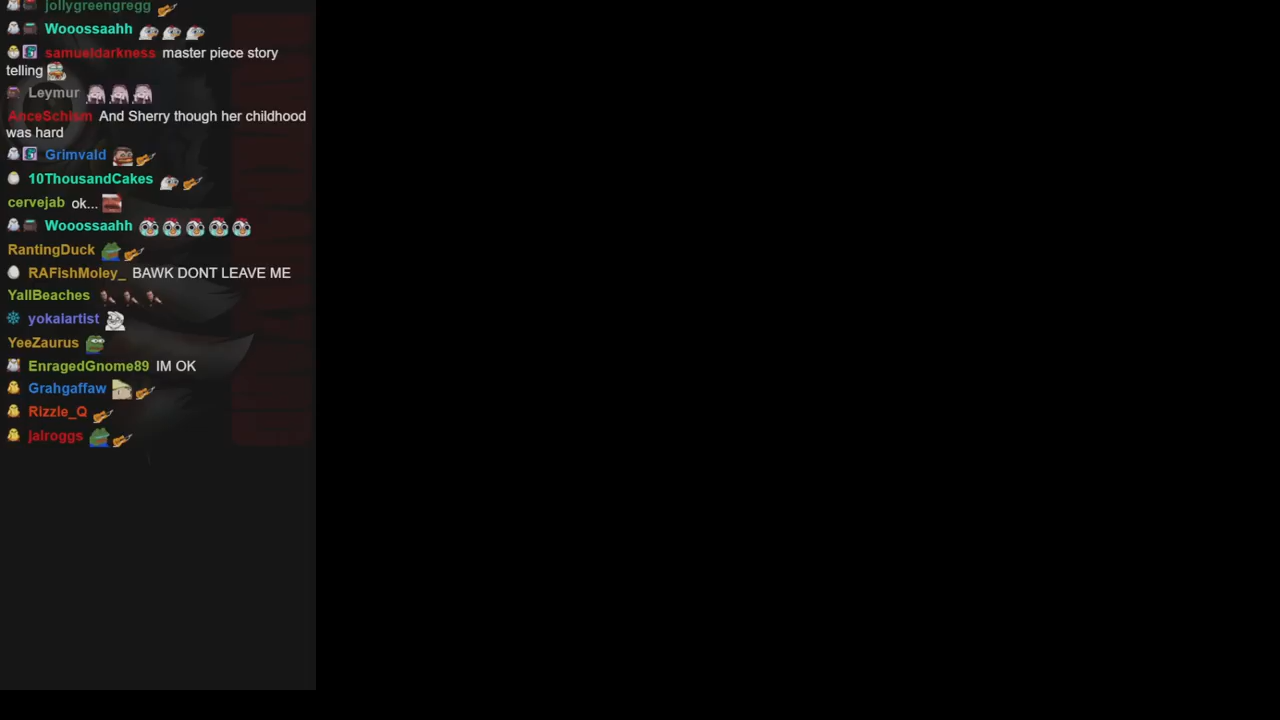 jollygreengregg
Wooossaahh
samueldarkness master piece story
telling
Leymur
AnceSchism And Sherry though her childhood
was hard
Grimvald
10ThousandCakes
cervejab ok...
Wooossaahh
RantingDuck
RAFishMoley_ BAWK DONT LEAVE ME
YallBeaches
yokaiartist
YeeZaurus
EnragedGnome89 IM OK
Grahgaffaw
Rizzle_Q
jalroggs